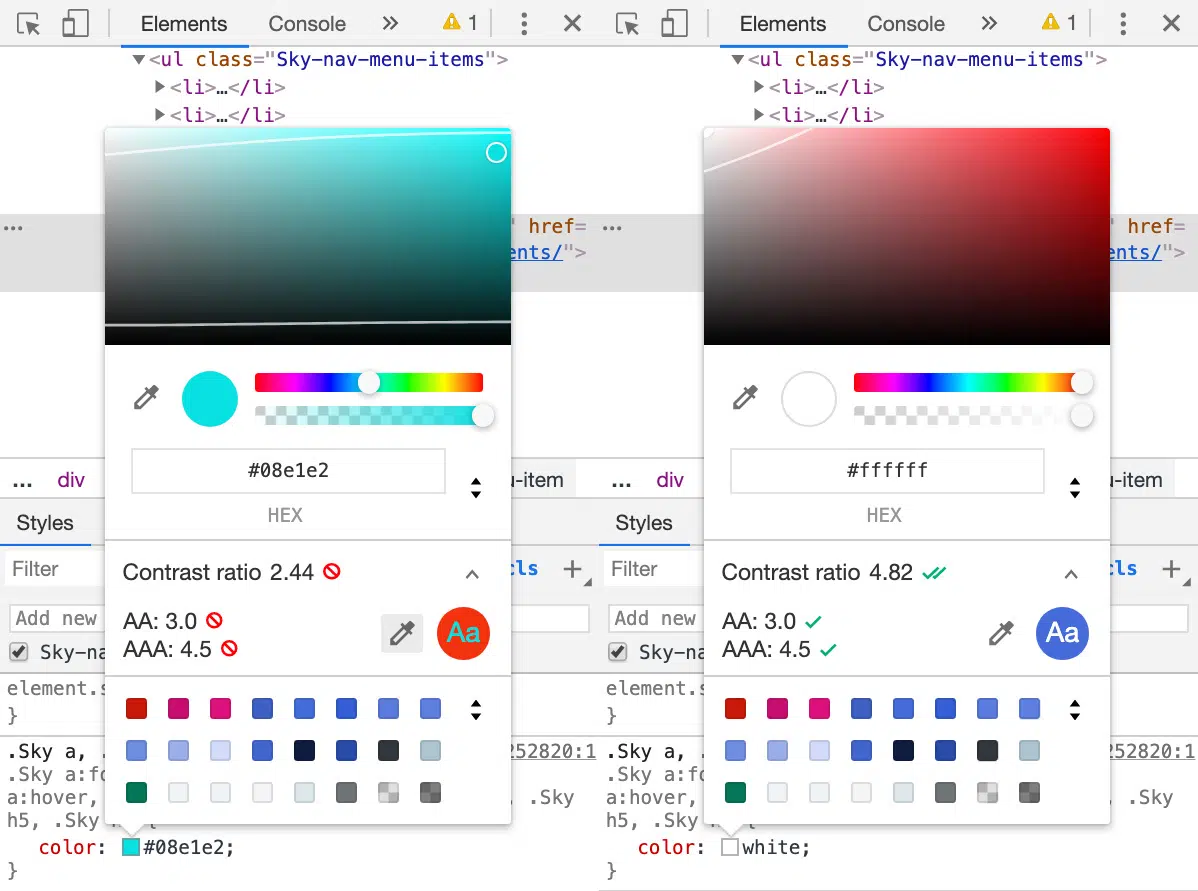 Elements Console » 1
▼<ul class="Sky-nav-menu-items">
▶<li>…</li>
▶<li>…</li>
… " href=
ents/">
#08e1e2
… div u-item
HEX
Styles
Contrast ratio 2.44
Filter cls +
AA: 3.0
Add new
Aa
AAA: 4.5
Sky-na
element.s
}
.Sky a, . 252820:1
.Sky a:fo
a:hover, , .Sky
h5, .Sky {
color: #08e1e2;
}
Elements Console » 1
▼<ul class="Sky-nav-menu-items">
▶<li>…</li>
▶<li>…</li>
… " href=
ents/">
#ffffff
… div u-item
HEX
Styles
Contrast ratio 4.82
Filter cls +
AA: 3.0
Add new
Aa
AAA: 4.5
Sky-na
element.s
}
.Sky a, . 252820:1
.Sky a:fo
a:hover, , .Sky
h5, .Sky {
color: white;
}